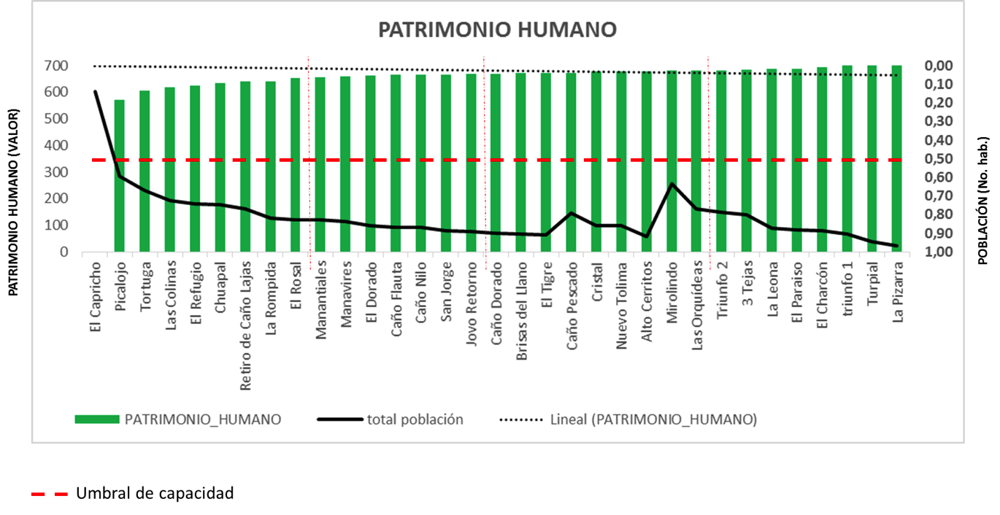 PATRIMONIO HUMANO
PATRIMONIO HUMANO (VALOR)
700
600
500
400
300
200
100
0
0,00
0,10
0,20
0,30
0,40
0,50
0,60
0,70
0,80
0,90
1,00
POBLACIÓN (No. hab.)
El Capricho
Picalojo
Tortuga
Las Colinas
El Refugio
Chuapal
Retiro de Caño Lajas
La Rompida
El Rosal
Manantiales
Manavires
El Dorado
Caño Flauta
Caño Nilo
San Jorge
Jovo Retorno
Caño Dorado
Brisas del Llano
El Tigre
Caño Pescado
Cristal
Nuevo Tolima
Alto Cerritos
Mirolindo
Las Orquídeas
Triunfo 2
3 Tejas
La Leona
El Paraiso
El Charcón
triunfo 1
Turpial
La Pizarra
PATRIMONIO_HUMANO
total población
Lineal (PATRIMONIO_HUMANO)
Umbral de capacidad